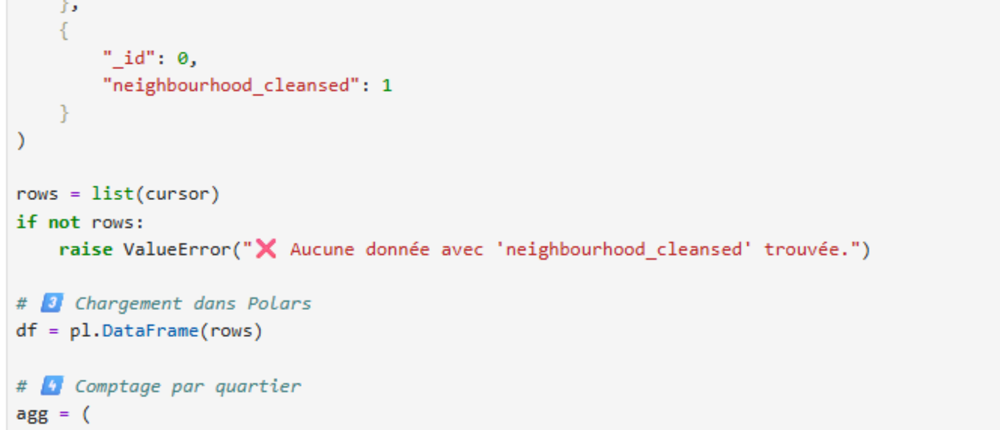 },
{
"_id": 0,
"neighbourhood_cleansed": 1
}
)
rows = list(cursor)
if not rows:
raise ValueError("❌ Aucune donnée avec 'neighbourhood_cleansed' trouvée.")
# 3️⃣ Chargement dans Polars
df = pl.DataFrame(rows)
# 4️⃣ Comptage par quartier
agg = (